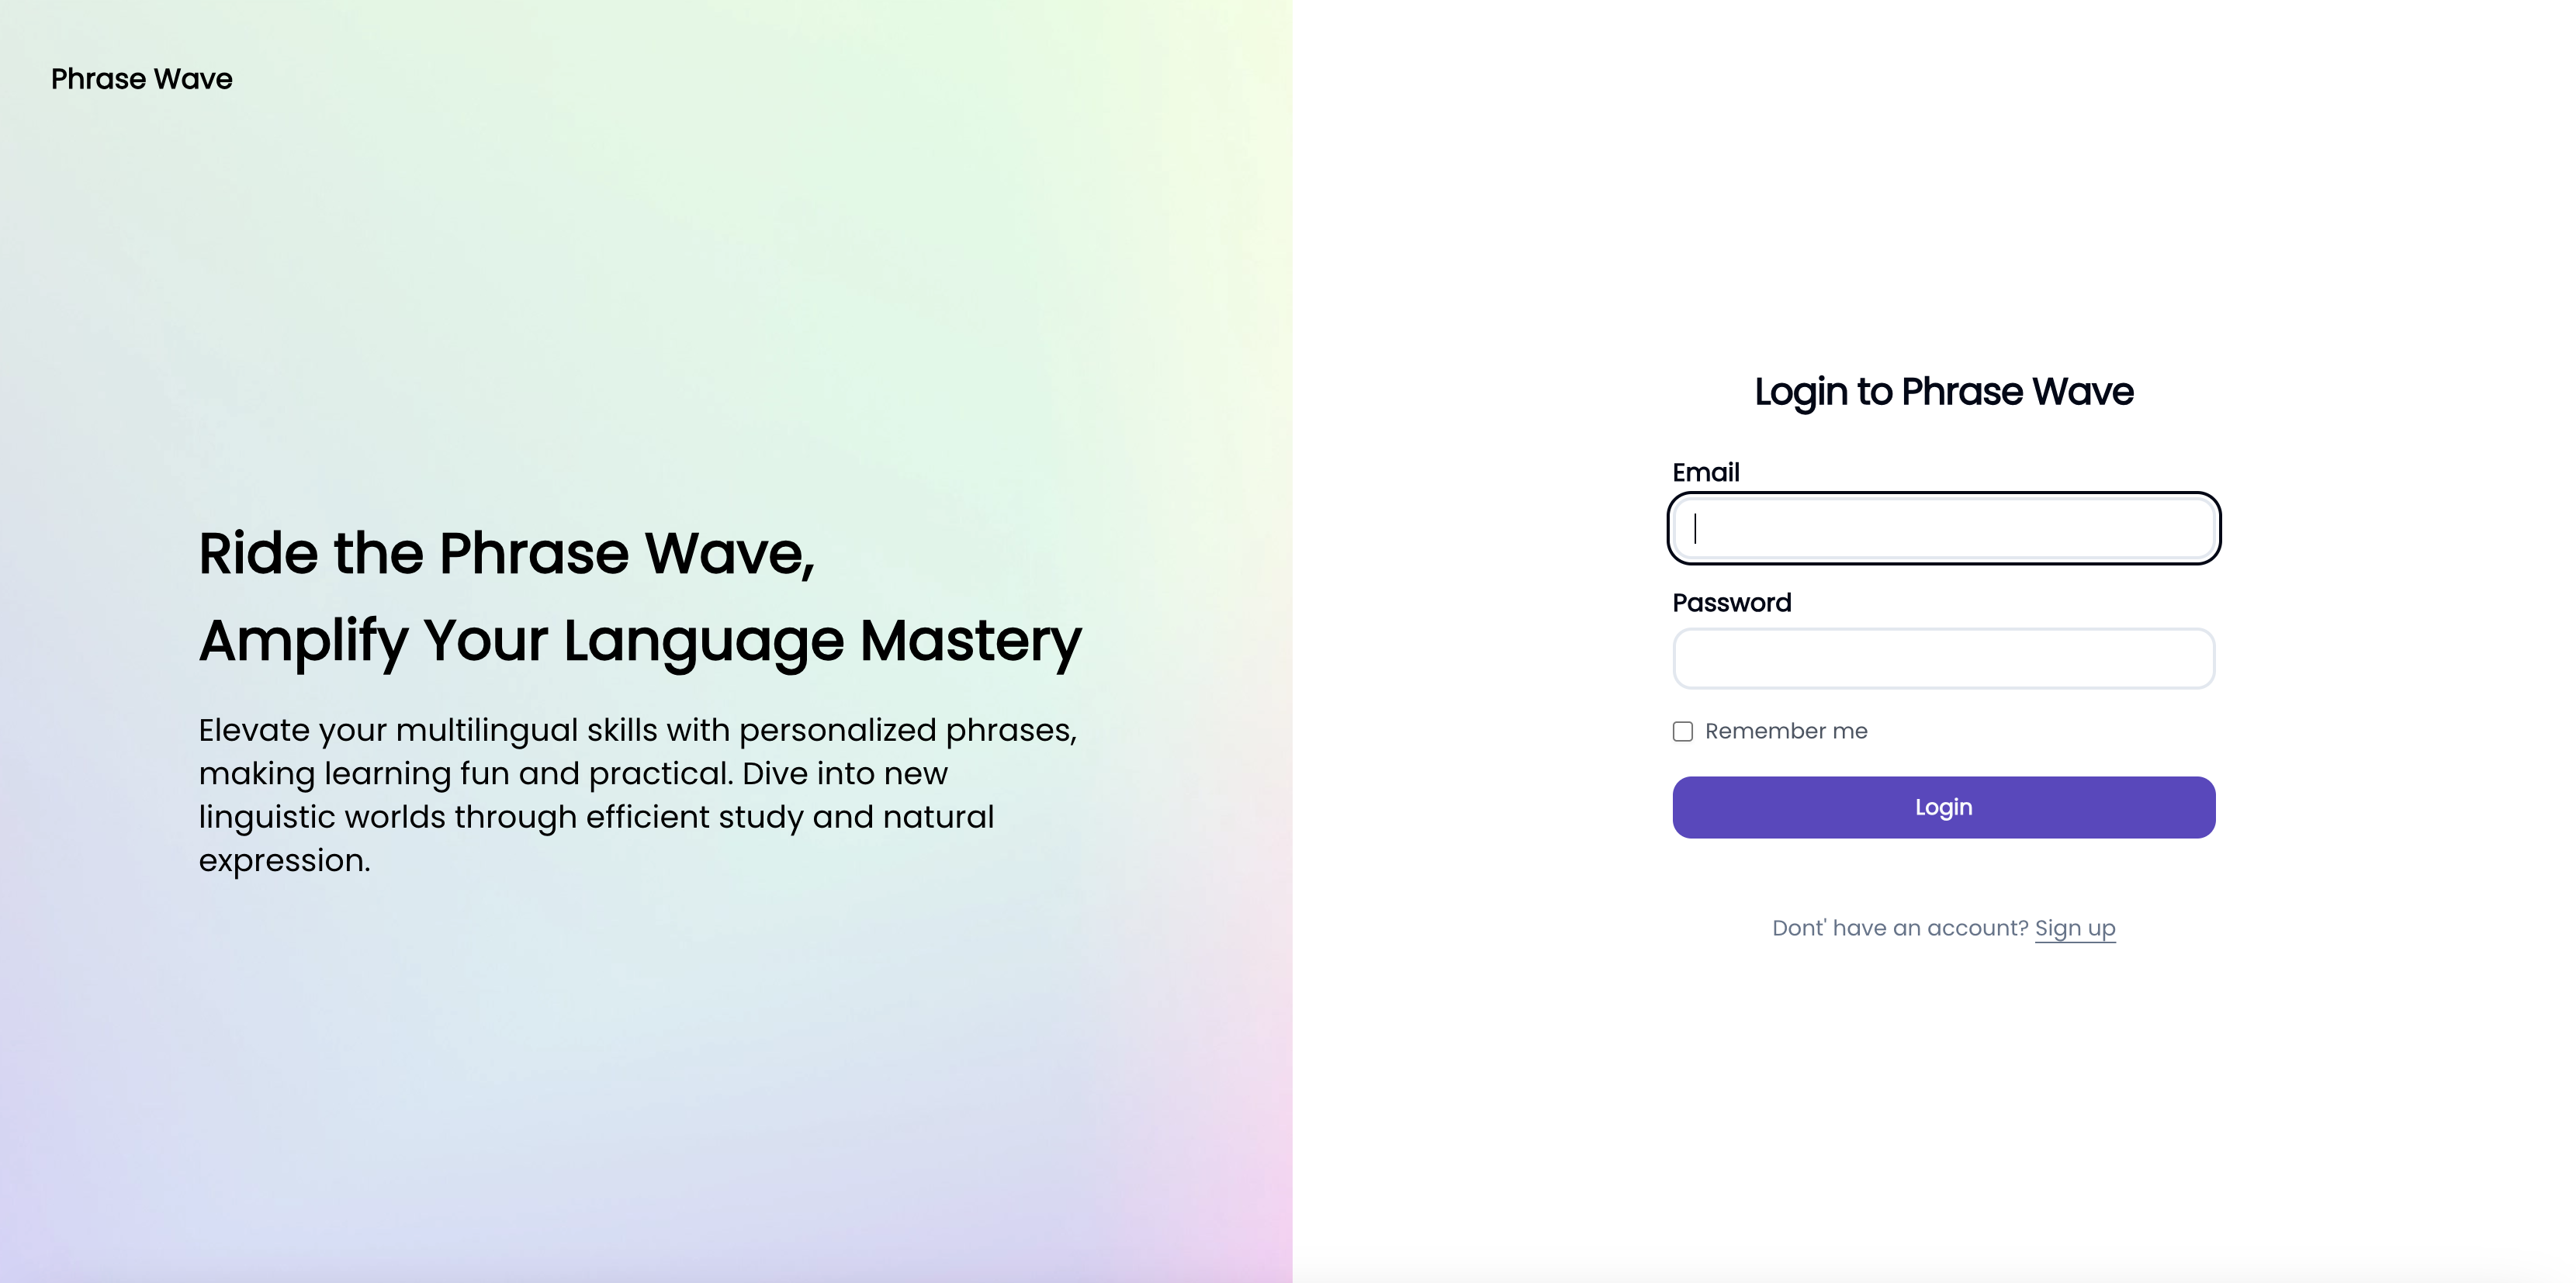 Phrase Wave
Ride the Phrase Wave,
Amplify Your Language Mastery
Elevate your multilingual skills with personalized phrases,
making learning fun and practical. Dive into new
linguistic worlds through efficient study and natural
expression.
Login to Phrase Wave
Email
Password
Remember me
Login
Dont' have an account? Sign up